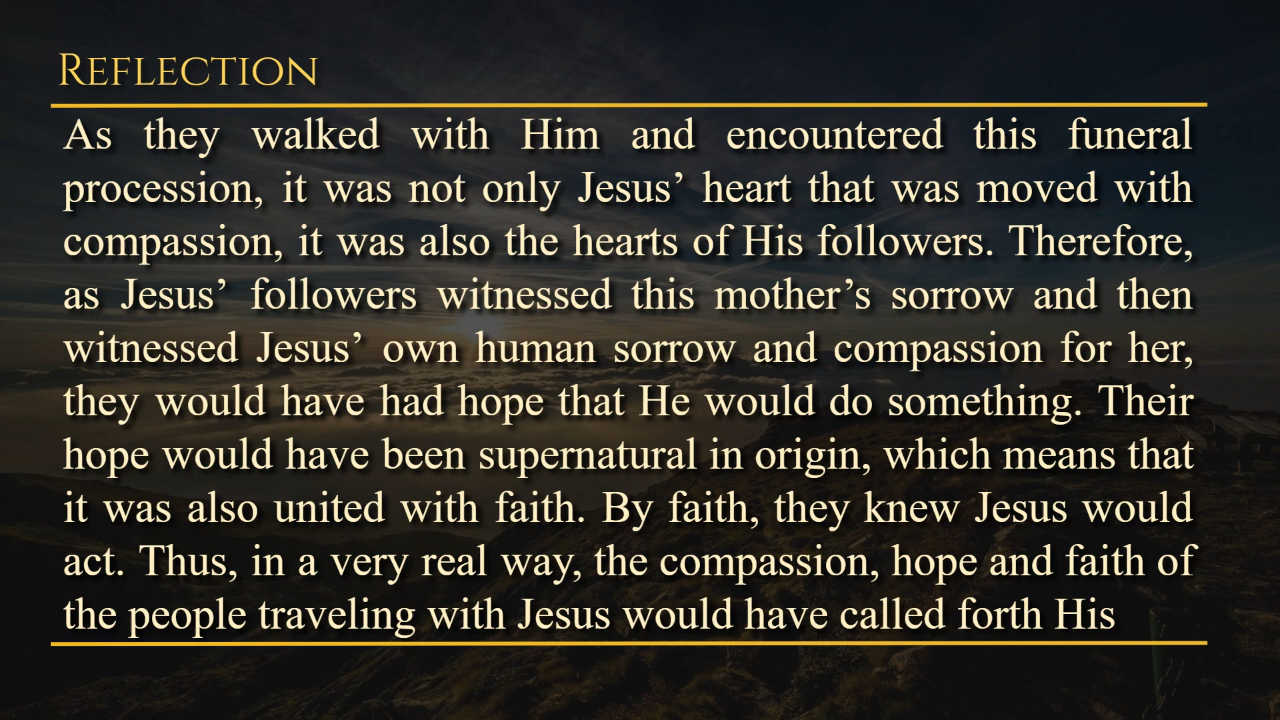 Reflection
As they walked with Him and encountered this funeral
procession, it was not only Jesus’ heart that was moved with
compassion, it was also the hearts of His followers. Therefore,
as Jesus’ followers witnessed this mother’s sorrow and then
witnessed Jesus’ own human sorrow and compassion for her,
they would have had hope that He would do something. Their
hope would have been supernatural in origin, which means that
it was also united with faith. By faith, they knew Jesus would
act. Thus, in a very real way, the compassion, hope and faith of
the people traveling with Jesus would have called forth His